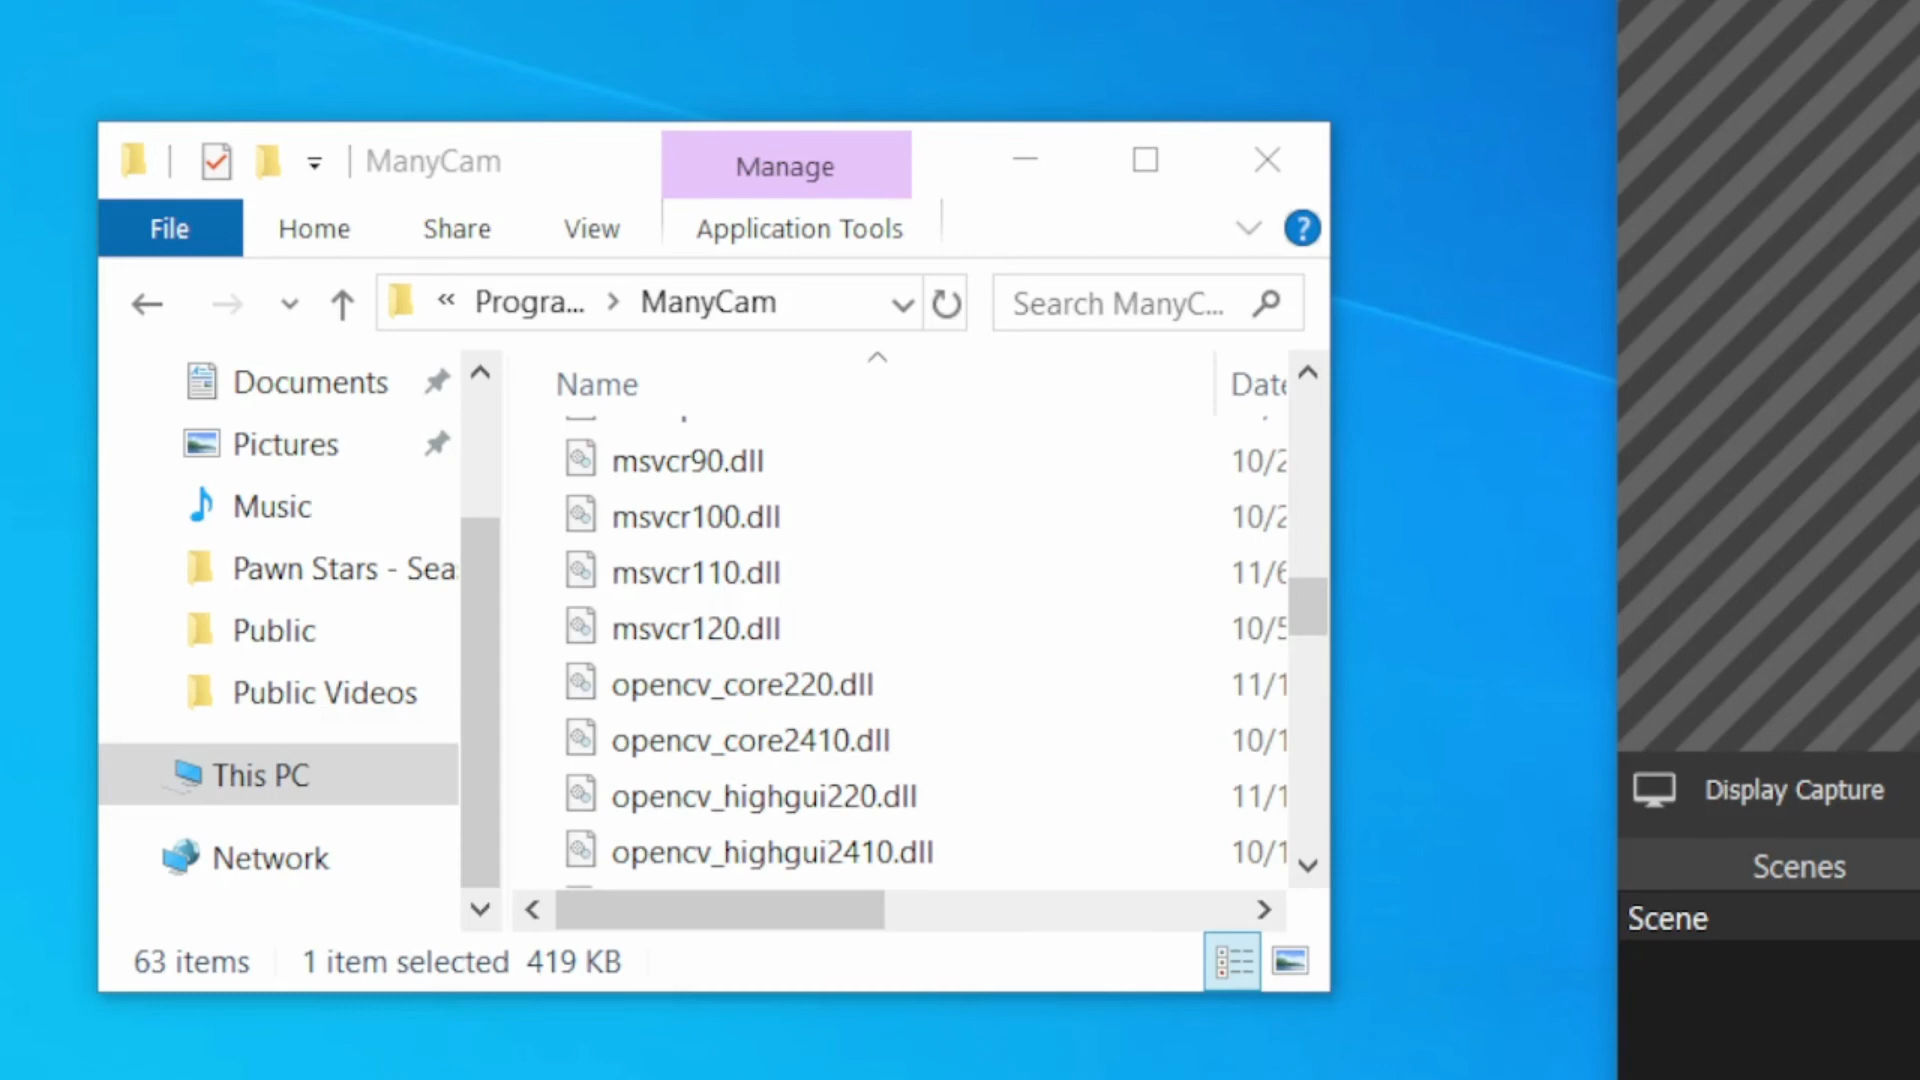 ManyCam
Manage
File Home Share View Application Tools
« Progra... > ManyCam
Search ManyC...
Documents
Pictures
Music
Pawn Stars - Sea
Public
Public Videos
This PC
Network
Name
msvcr90.dll 10/2
msvcr100.dll 10/2
msvcr110.dll 11/6
msvcr120.dll 10/5
opencv_core220.dll 11/1
opencv_core2410.dll 10/1
opencv_highgui220.dll 11/1
opencv_highgui2410.dll 10/1
63 items 1 item selected 419 KB
Display Capture
Scenes
Scene